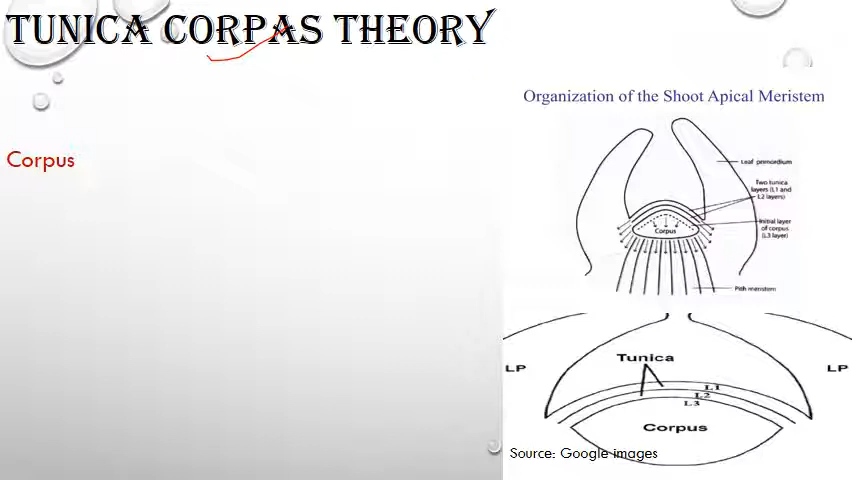 TUNICA CORPAS THEORY
Corpus
Organization of the Shoot Apical Meristem
Leaf primordium
Two tunica
layers (L1 and
L2 layers)
Initial layer
of corpus
(L3 layer)
Corpus
Pith meristem
LP
Tunica
LP
L1
L2
L3
Corpus
Source: Google images